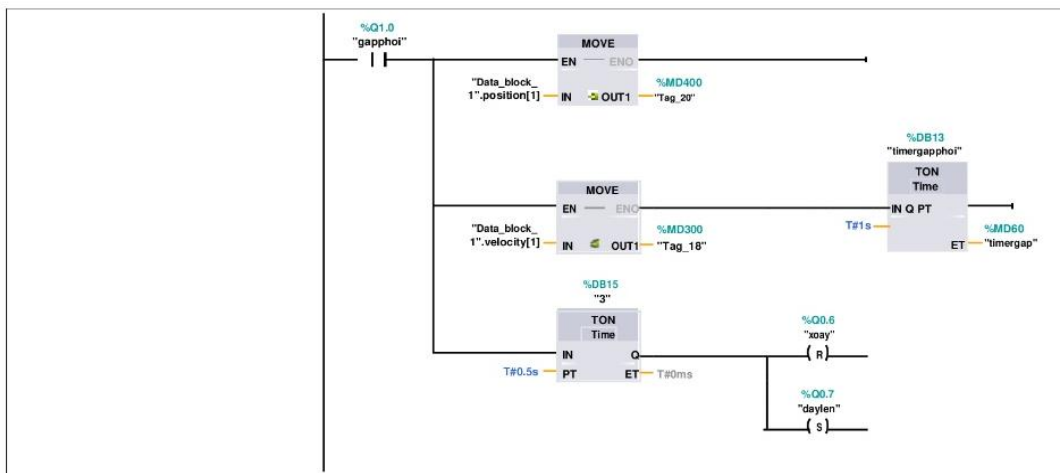 %Q1.0
"gapphoi"
MOVE
EN ENO
"Data_block_
1".position[1]
IN OUT1
%MD400
"Tag_20"
%DB13
"timergapphoi"
TON
Time
IN Q PT
T#1s
ET
%MD60
"timergap"
MOVE
EN ENO
"Data_block_
1".velocity[1]
IN OUT1
%MD300
"Tag_18"
%DB15
"3"
TON
Time
IN Q
T#0.5s
PT ET
T#0ms
%Q0.6
"xoay"
R
%Q0.7
"daylen"
S